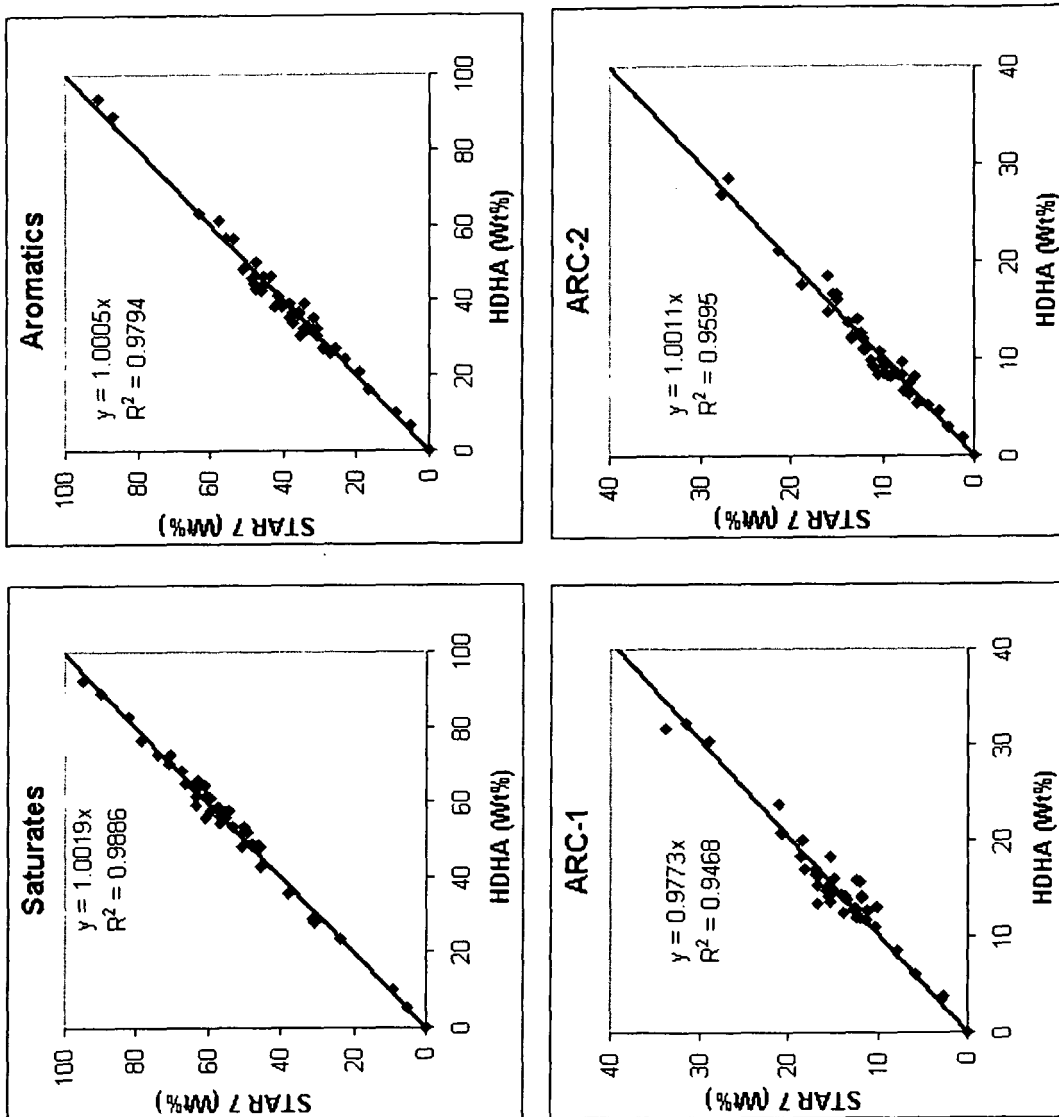 Saturates
y = 1.0019x
R² = 0.9886
100
80
60
40
20
0
STAR 7 (Wt%)
0 20 40 60 80 100
HDHA (Wt%)
Aromatics
y = 1.0005x
R² = 0.9794
100
80
60
40
20
0
STAR 7 (Wt%)
0 20 40 60 80 100
HDHA (Wt%)
ARC-1
y = 0.9773x
R² = 0.9468
40
30
20
10
0
STAR 7 (Wt%)
0 10 20 30 40
HDHA (Wt%)
ARC-2
y = 1.0011x
R² = 0.9595
40
30
20
10
0
STAR 7 (Wt%)
0 10 20 30 40
HDHA (Wt%)